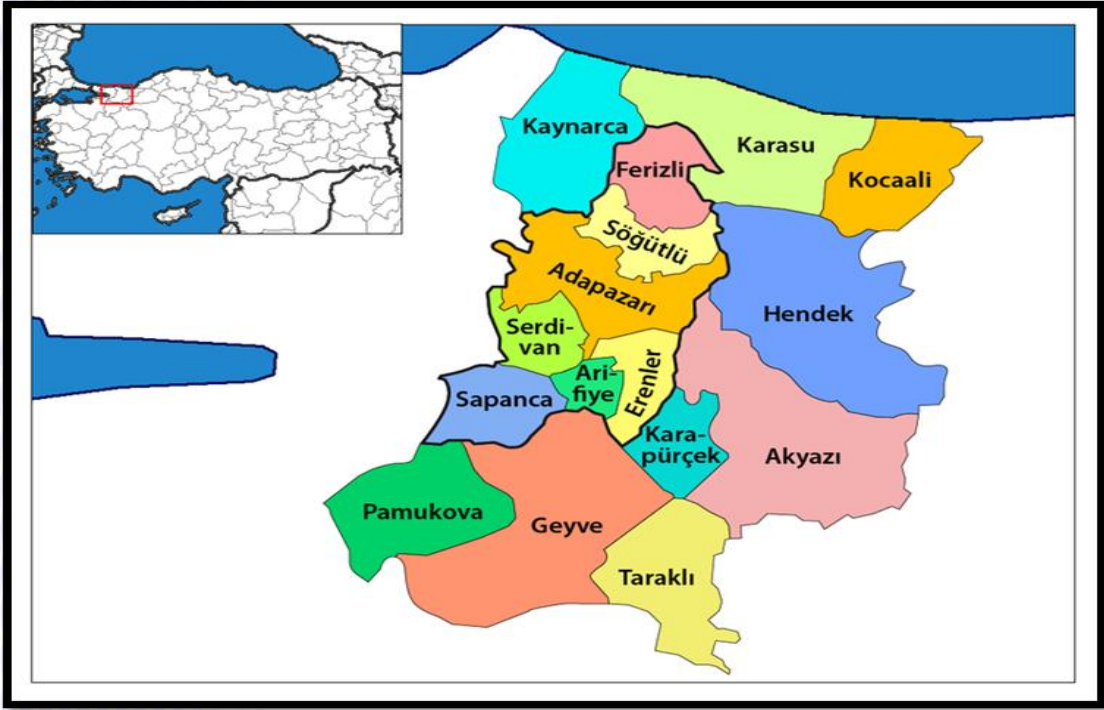 Kaynarca
Karasu
Ferizli
Kocaali
Söğütlü
Adapazarı
Hendek
Serdi-
van
Ari-
fiye
Erenler
Sapanca
Kara-
pürçek
Akyazı
Pamukova
Geyve
Taraklı